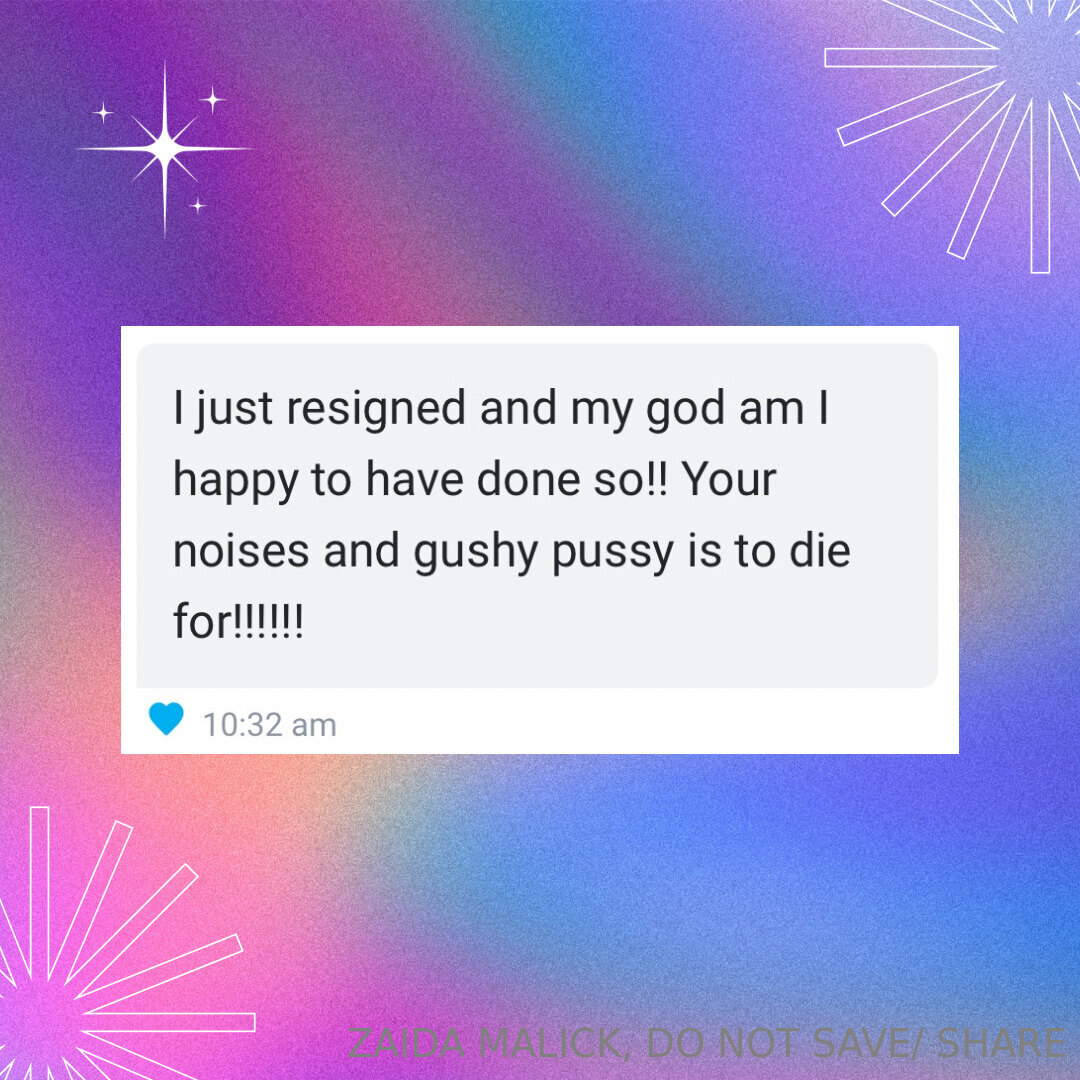 I just resigned and my god am I
happy to have done so!! Your
noises and gushy pussy is to die
for!!!!!!
10:32 am
ZAIDA MALICK, DO NOT SAVE/ SHARE